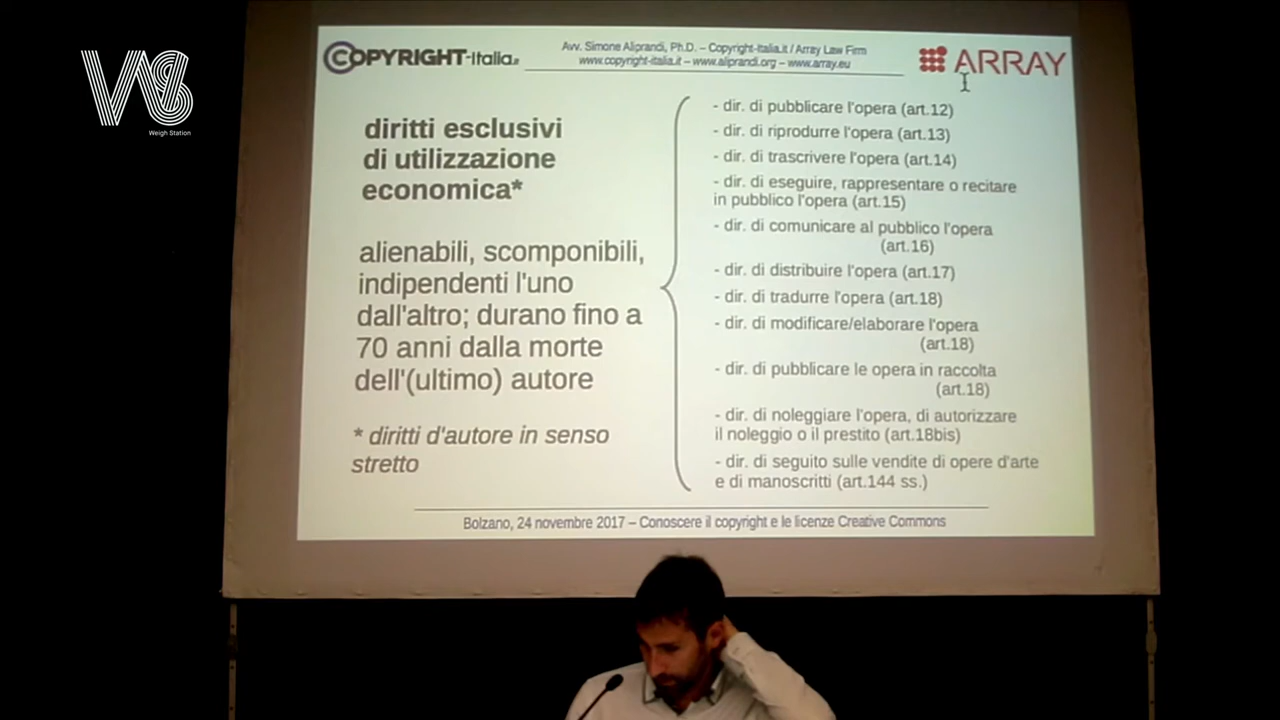 WS
Weigh Station
COPYRIGHT-Italia.it
Avv. Simone Aliprandi, Ph.D. – Copyright-Italia.it / Array Law Firm
www.copyright-italia.it – www.aliprandi.org – www.array.eu
ARRAY
diritti esclusivi
di utilizzazione
economica*
alienabili, scomponibili,
indipendenti l'uno
dall'altro; durano fino a
70 anni dalla morte
dell'(ultimo) autore
* diritti d'autore in senso
stretto
- dir. di pubblicare l'opera (art.12)
- dir. di riprodurre l'opera (art.13)
- dir. di trascrivere l'opera (art.14)
- dir. di eseguire, rappresentare o recitare
in pubblico l'opera (art.15)
- dir. di comunicare al pubblico l'opera
(art.16)
- dir. di distribuire l'opera (art.17)
- dir. di tradurre l'opera (art.18)
- dir. di modificare/elaborare l'opera
(art.18)
- dir. di pubblicare le opera in raccolta
(art.18)
- dir. di noleggiare l'opera, di autorizzare
il noleggio o il prestito (art.18bis)
- dir. di seguito sulle vendite di opere d'arte
e di manoscritti (art.144 ss.)
Bolzano, 24 novembre 2017 – Conoscere il copyright e le licenze Creative Commons